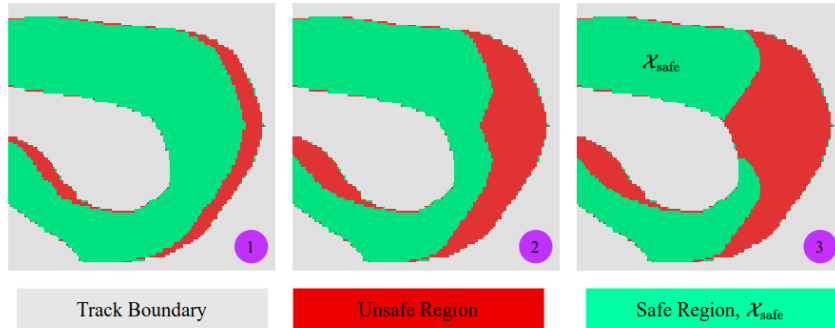 𝒳safe
1
2
3
Track Boundary
Unsafe Region
Safe Region, 𝒳safe